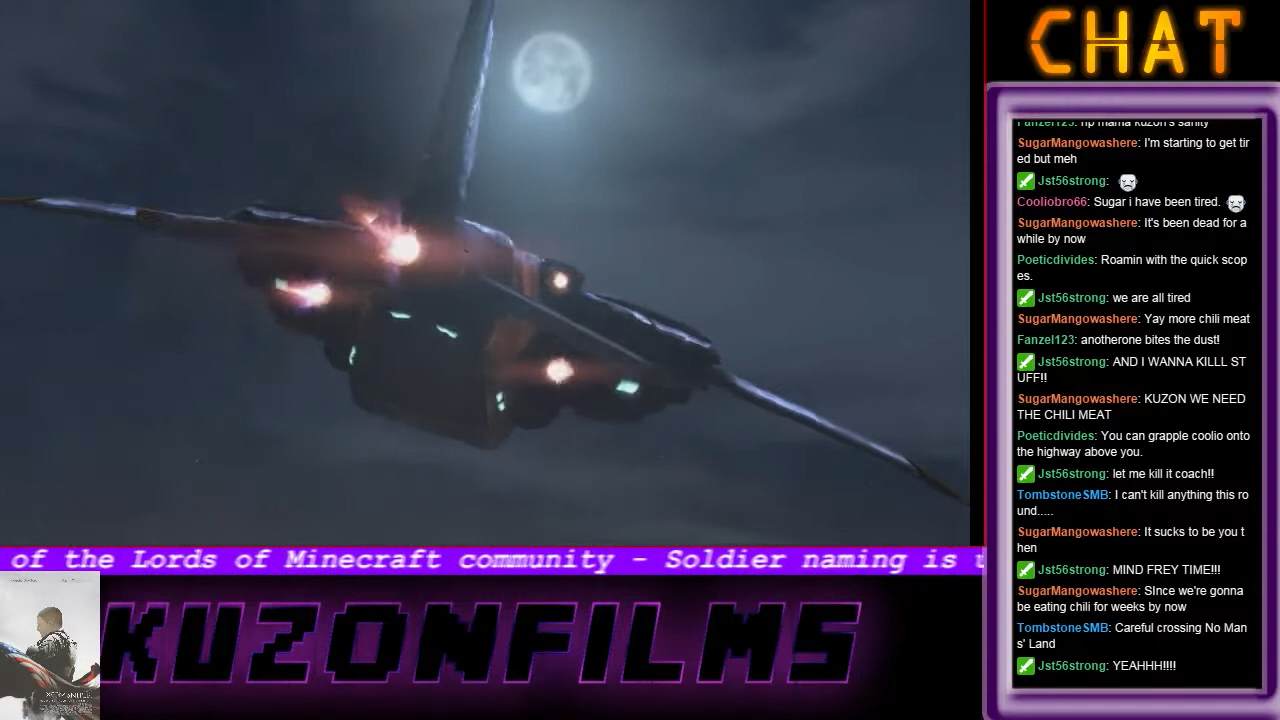 CHAT
Fanzel123: np mama kuzon's sanity
SugarMangowashere: I'm starting to get tir
ed but meh
Jst56strong:
Cooliobro66: Sugar i have been tired.
SugarMangowashere: It's been dead for a
while by now
Poeticdivides: Roamin with the quick scop
es.
Jst56strong: we are all tired
SugarMangowashere: Yay more chili meat
Fanzel123: anotherone bites the dust!
Jst56strong: AND I WANNA KILLL ST
UFF!!
SugarMangowashere: KUZON WE NEED
THE CHILI MEAT
Poeticdivides: You can grapple coolio onto
the highway above you.
Jst56strong: let me kill it coach!!
TombstoneSMB: I can't kill anything this ro
und.....
SugarMangowashere: It sucks to be you t
hen
Jst56strong: MIND FREY TIME!!!
SugarMangowashere: SInce we're gonna
be eating chili for weeks by now
TombstoneSMB: Careful crossing No Man
s' Land
Jst56strong: YEAHHH!!!!
of the Lords of Minecraft community - Soldier naming is
KUZONFILMS